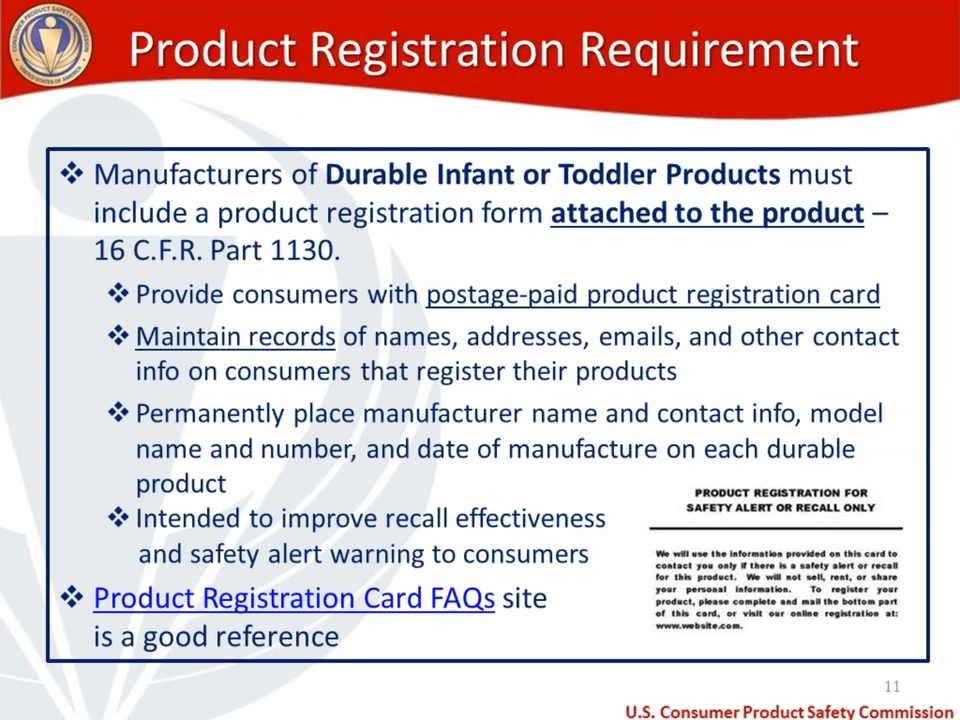 CONSUMER PRODUCT SAFETY COMMISSION
UNITED STATES OF AMERICA
Product Registration Requirement
❖ Manufacturers of Durable Infant or Toddler Products must
include a product registration form attached to the product –
16 C.F.R. Part 1130.
❖ Provide consumers with postage-paid product registration card
❖ Maintain records of names, addresses, emails, and other contact
info on consumers that register their products
❖ Permanently place manufacturer name and contact info, model
name and number, and date of manufacture on each durable
product
❖ Intended to improve recall effectiveness
and safety alert warning to consumers
❖ Product Registration Card FAQs site
is a good reference
PRODUCT REGISTRATION FOR
SAFETY ALERT OR RECALL ONLY
We will use the information provided on this card to
contact you only if there is a safety alert or recall
for this product. We will not sell, rent, or share
your personal information. To register your
product, please complete and mail the bottom part
of this card, or visit our online registration at:
www.website.com.
11
U.S. Consumer Product Safety Commission